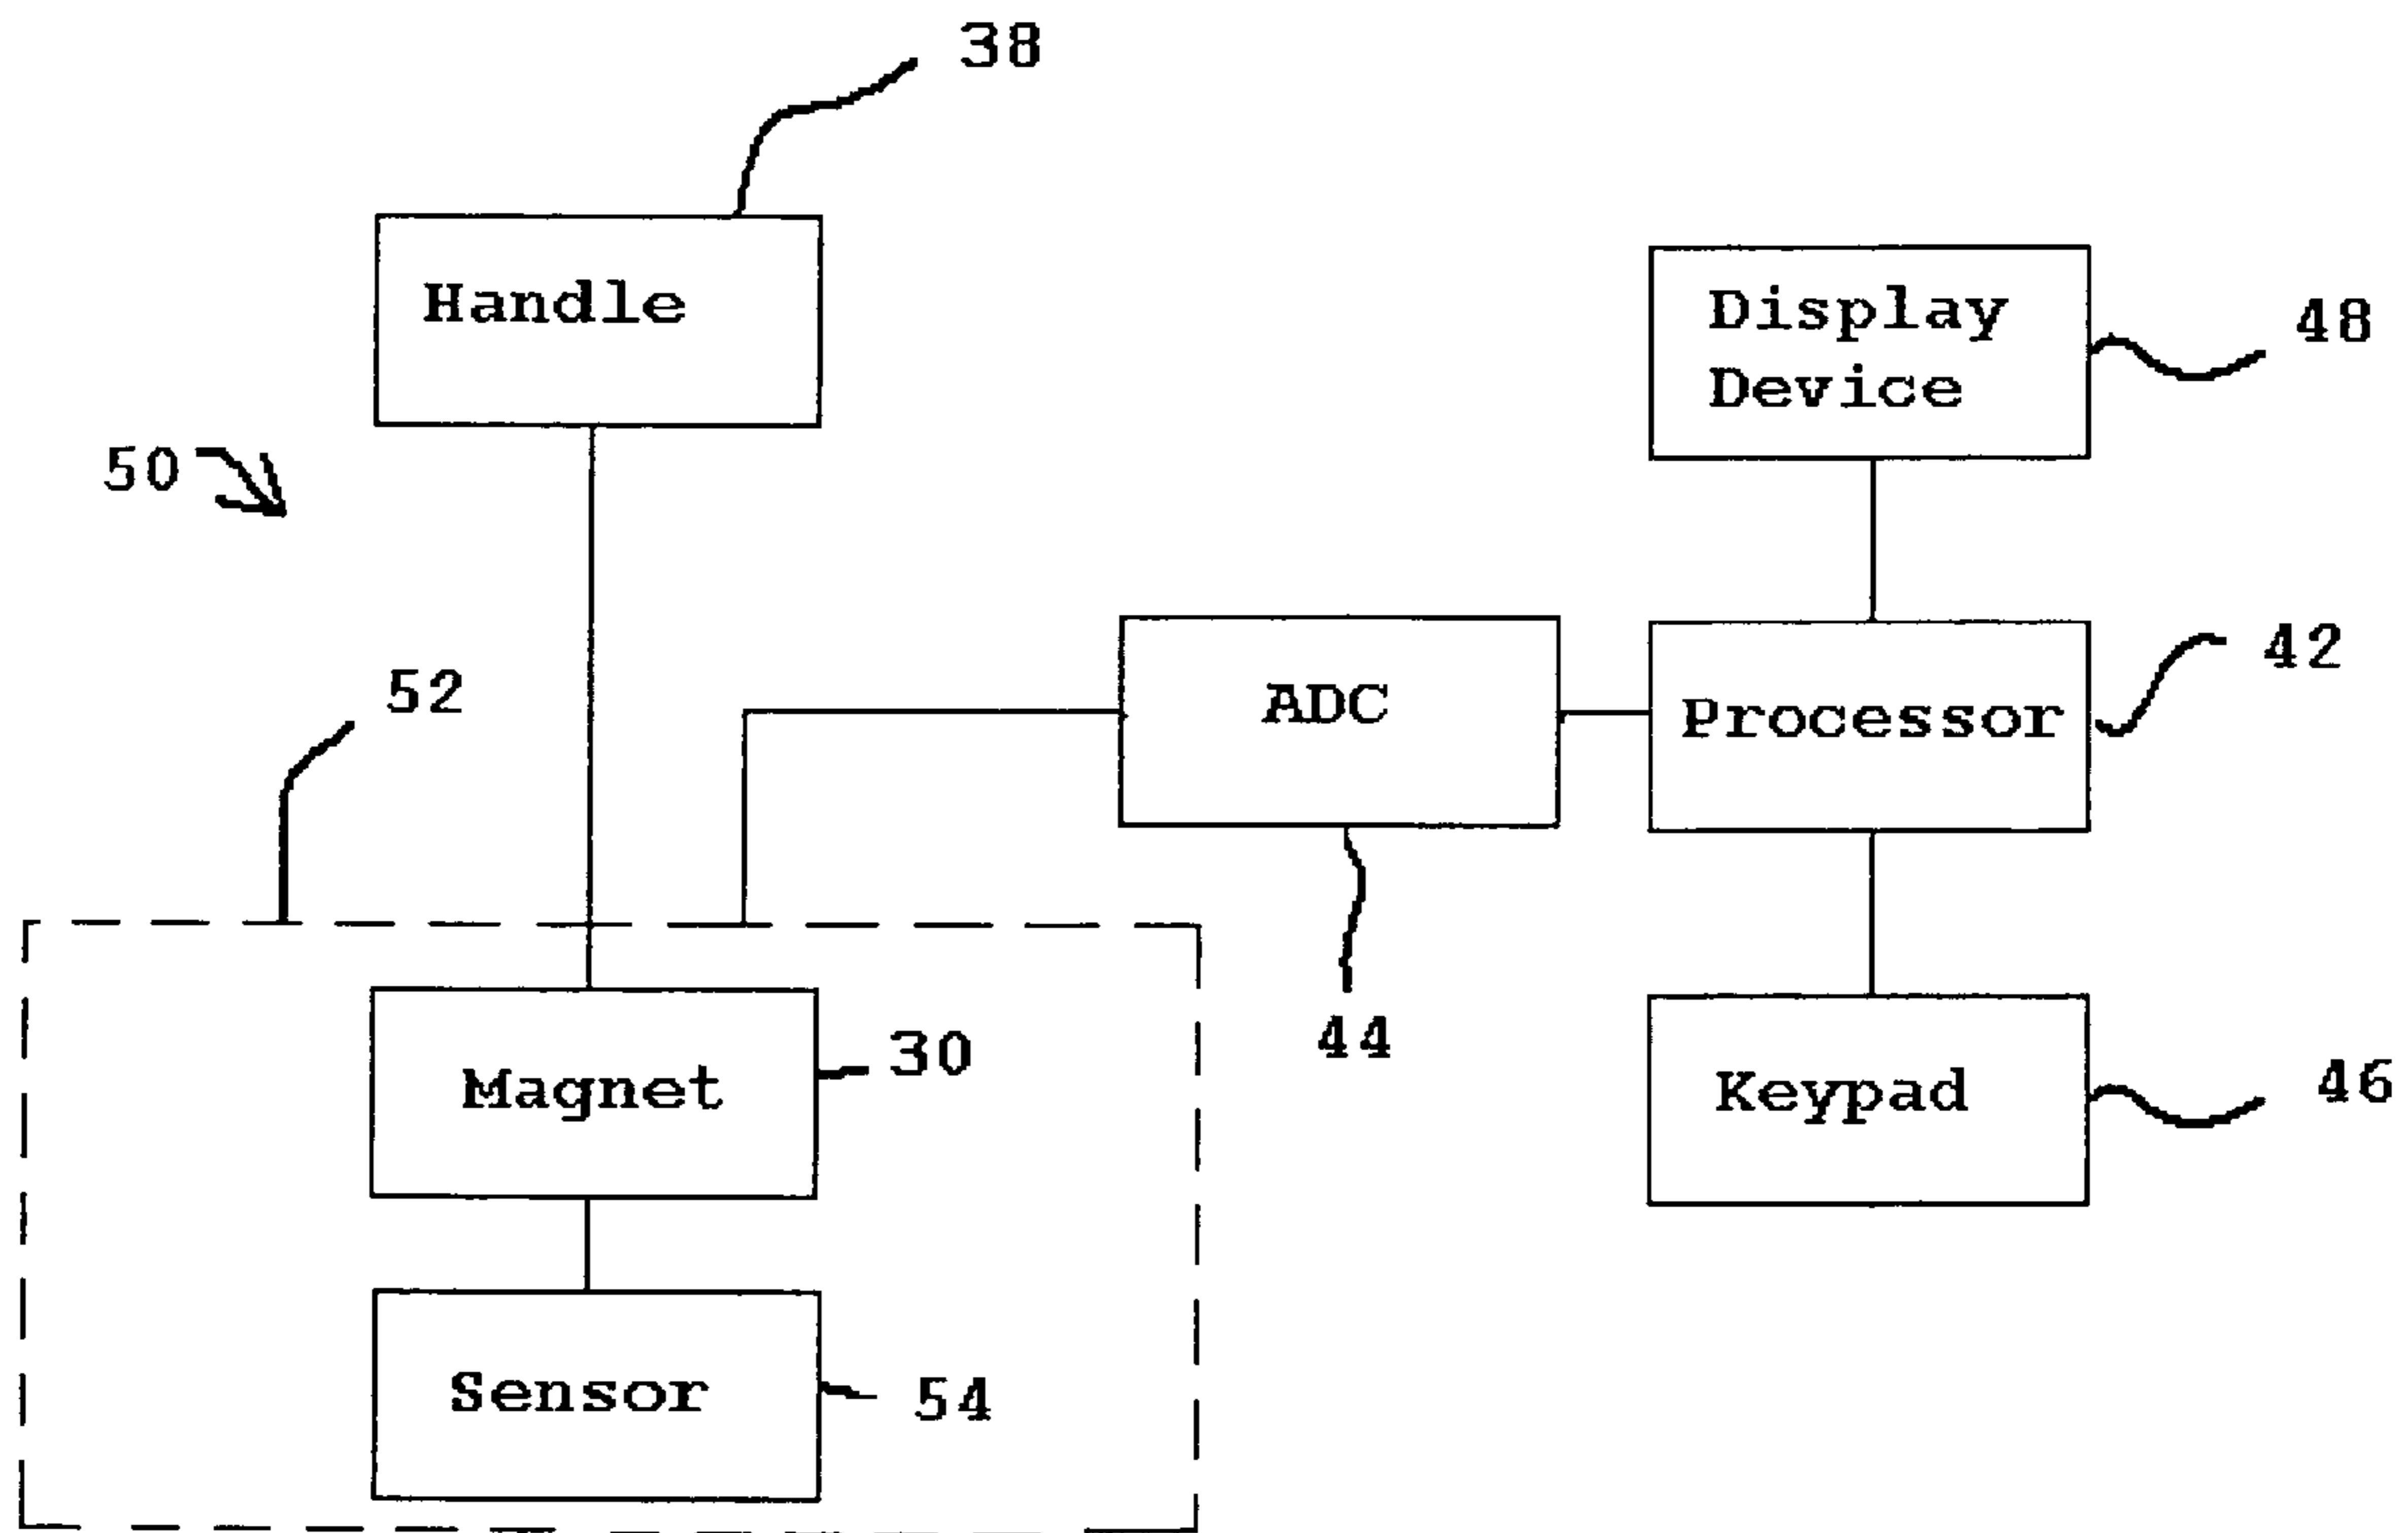 38
Handle
Display
Device
48
50
52
ADC
Processor
42
44
Magnet
30
Keypad
46
Sensor
54